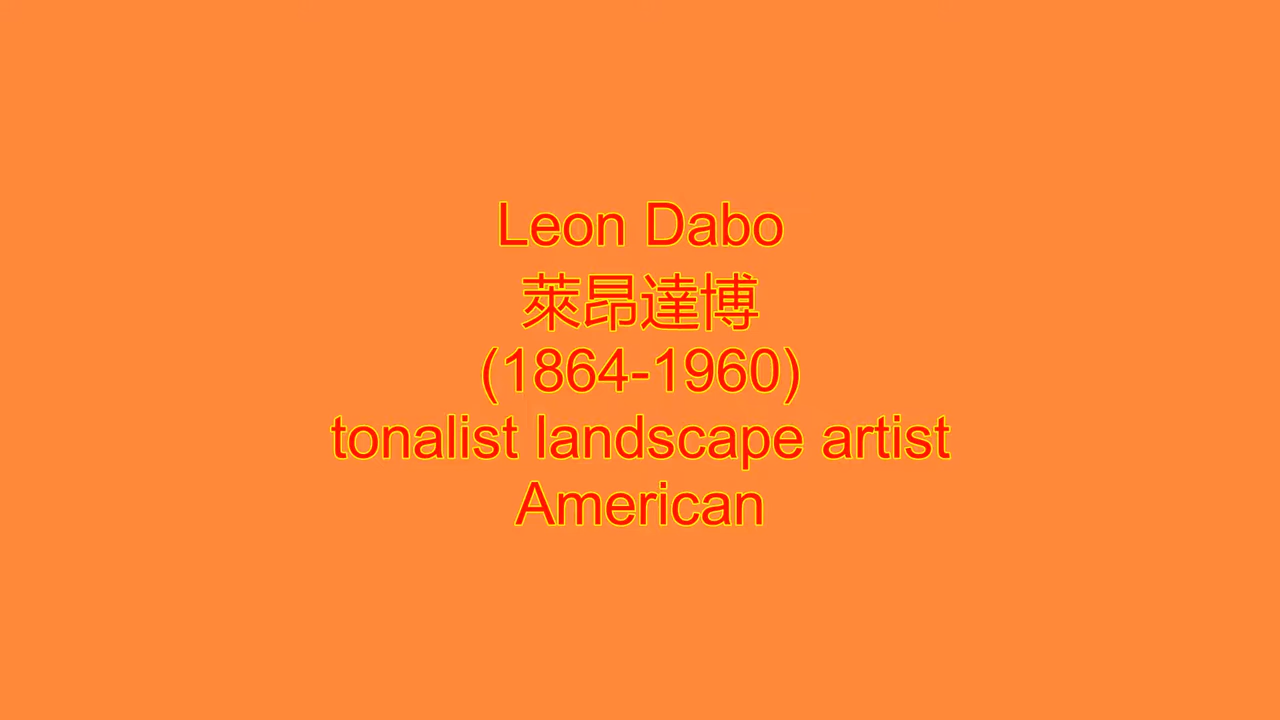 Leon Dabo
萊昂達博
(1864-1960)
tonalist landscape artist
American